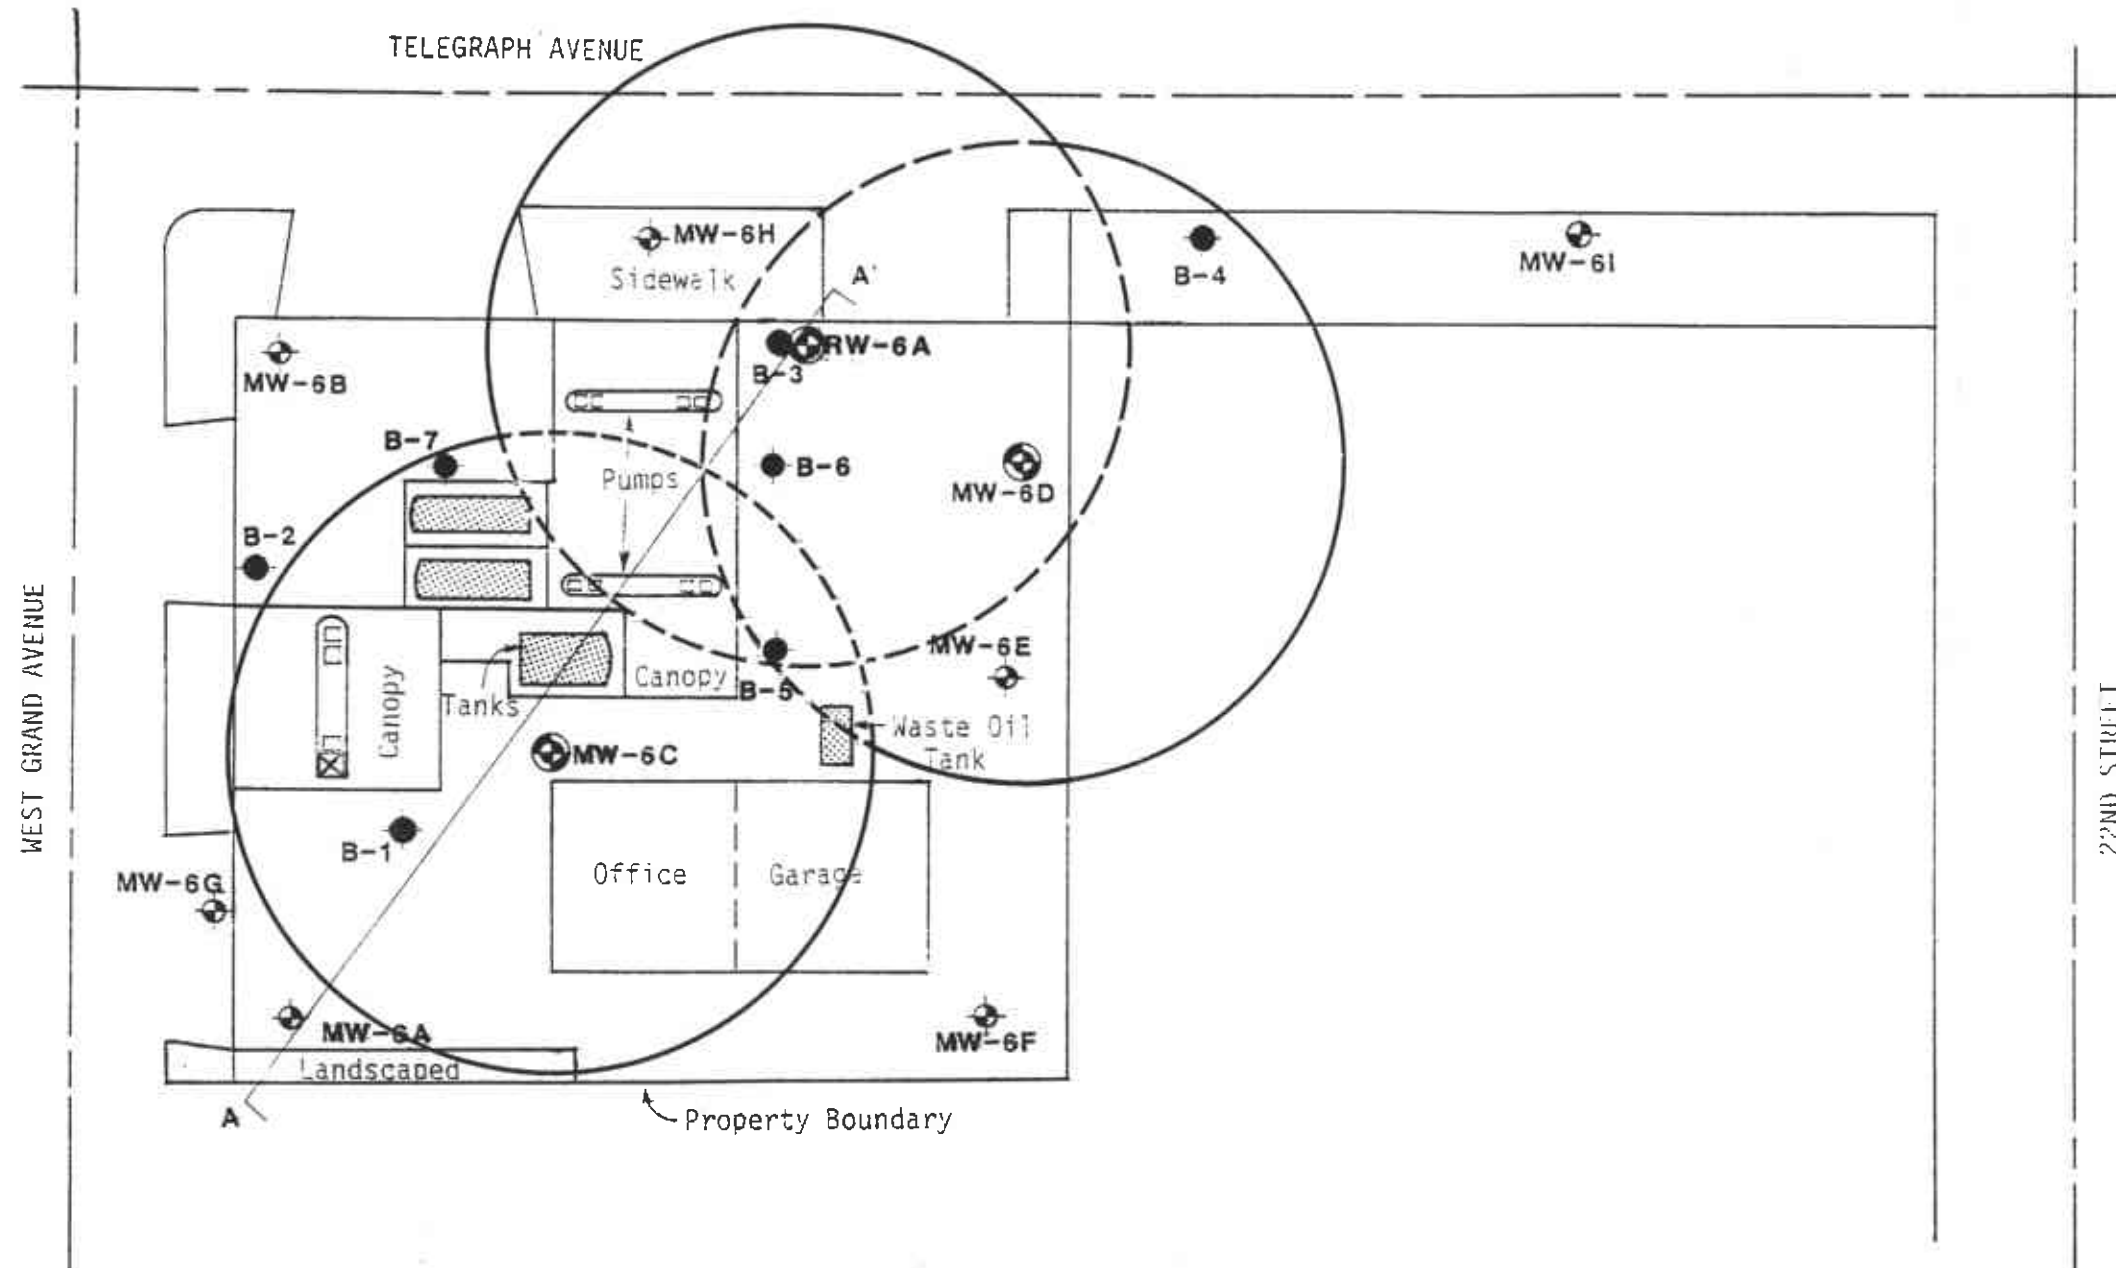 TELEGRAPH AVENUE
MW-6H
Sidewalk
A'
B-4
MW-6I
RW-6A
B-3
MW-6B
B-7
B-6
Pumps
MW-6D
B-2
WEST GRAND AVENUE
MW-6E
Canopy
Canopy
B-5
Tanks
Waste Oil
Tank
MW-6C
22ND STREET
B-1
Office
Garage
MW-6G
MW-6A
MW-6F
Landscaped
A
Property Boundary